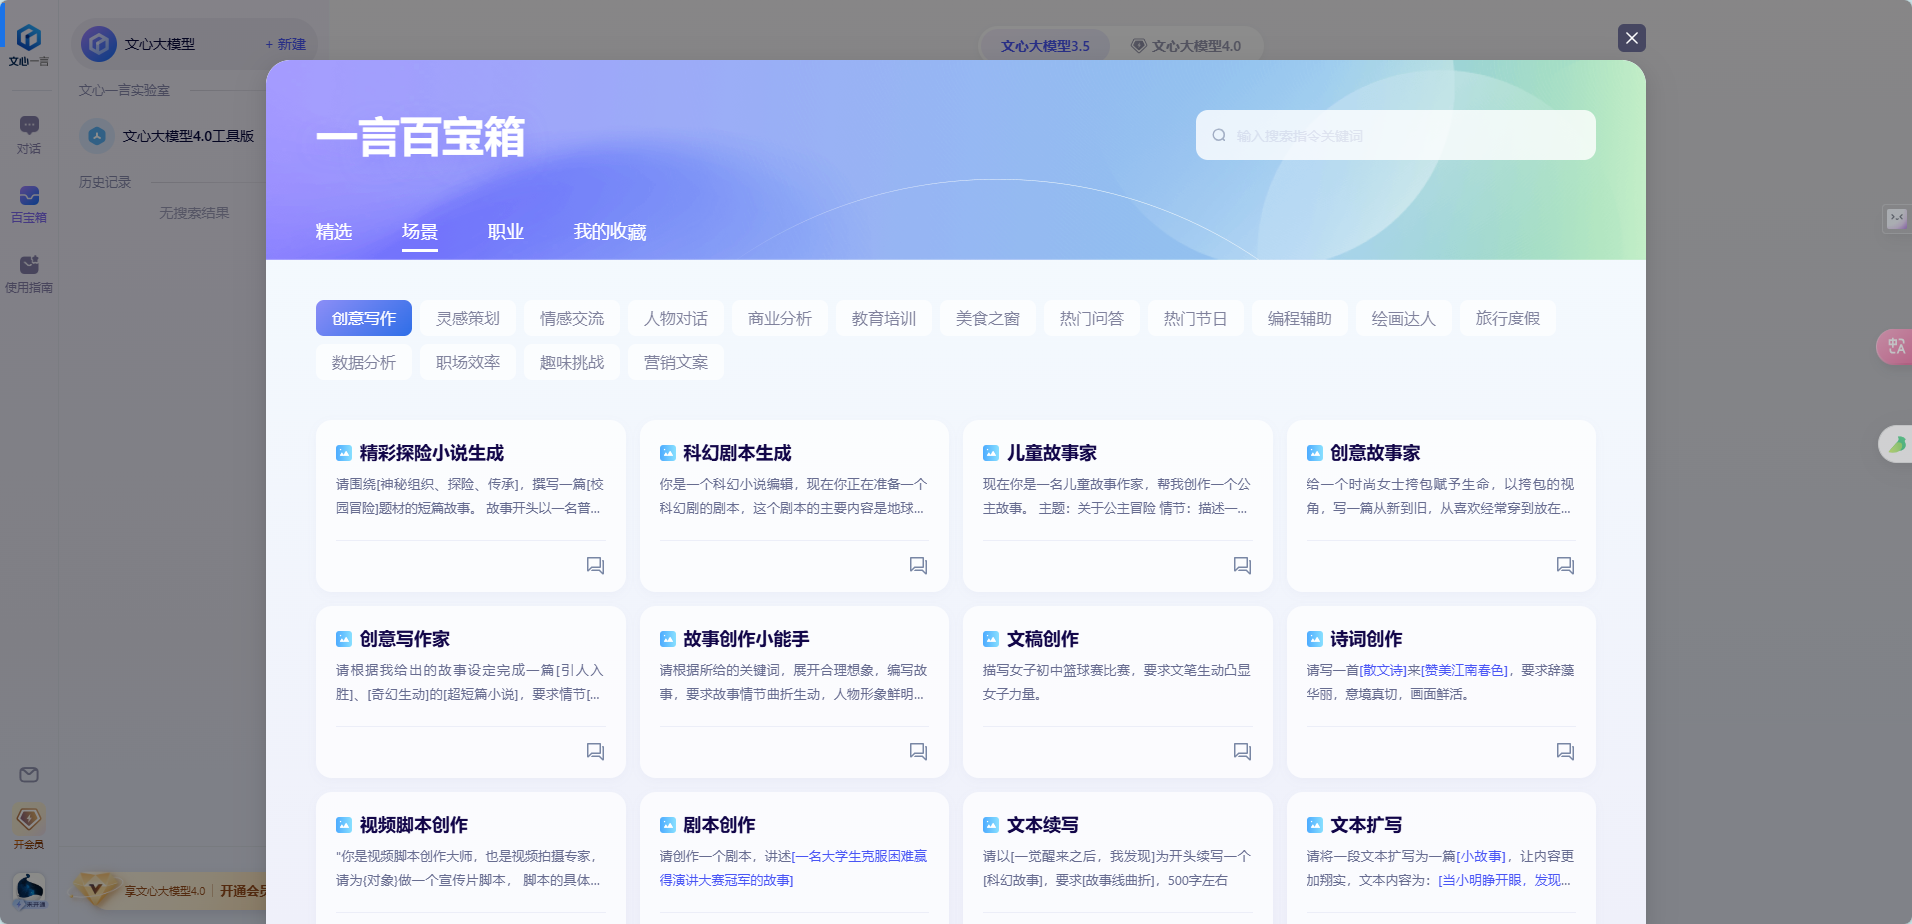 文心一言
对话
百宝箱
使用指南
开会员
文心大模型
+ 新建
文心一言实验室
文心大模型4.0工具版
历史记录
无搜索结果
享文心大模型4.0
开通会员
文心大模型3.5
文心大模型4.0
一言百宝箱
输入搜索指令关键词
精选
场景
职业
我的收藏
创意写作
灵感策划
情感交流
人物对话
商业分析
教育培训
美食之窗
热门问答
热门节日
编程辅助
绘画达人
旅行度假
数据分析
职场效率
趣味挑战
营销文案
精彩探险小说生成
请围绕[神秘组织、探险、传承]，撰写一篇[校
园冒险]题材的短篇故事。 故事开头以一名普...
科幻剧本生成
你是一个科幻小说编辑，现在你正在准备一个
科幻剧的剧本，这个剧本的主要内容是地球...
儿童故事家
现在你是一名儿童故事作家，帮我创作一个公
主故事。 主题：关于公主冒险 情节：描述一...
创意故事家
给一个时尚女士挎包赋予生命，以挎包的视
角，写一篇从新到旧，从喜欢经常穿到放在...
创意写作家
请根据我给出的故事设定完成一篇[引人入
胜]、[奇幻生动]的[超短篇小说]，要求情节[...
故事创作小能手
请根据所给的关键词，展开合理想象，编写故
事，要求故事情节曲折生动，人物形象鲜明...
文稿创作
描写女子初中篮球赛比赛，要求文笔生动凸显
女子力量。
诗词创作
请写一首[散文诗]来[赞美江南春色]，要求辞藻
华丽，意境真切，画面鲜活。
视频脚本创作
“你是视频脚本创作大师，也是视频拍摄专家，
请为{对象}做一个宣传片脚本， 脚本的具体...
剧本创作
请创作一个剧本，讲述[一名大学生克服困难赢
得演讲大赛冠军的故事]
文本续写
请以[一觉醒来之后，我发现]为开头续写一个
[科幻故事]，要求[故事线曲折]，500字左右
文本扩写
请将一段文本扩写为一篇[小故事]，让内容更
加翔实，文本内容为：[当小明睁开眼，发现...